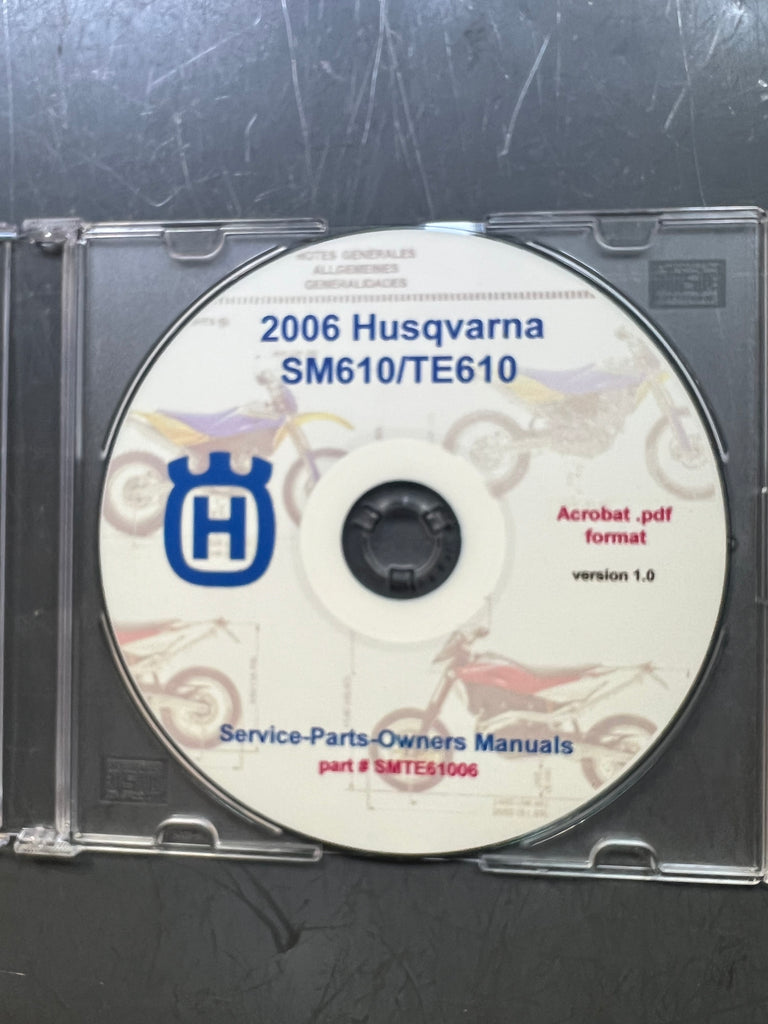 NOTES GENERALES
ALLGEMEINES
GENERALIDADES
2006 Husqvarna
SM610/TE610
H
Acrobat .pdf
format
version 1.0
Service-Parts-Owners Manuals
part # SMTE61006